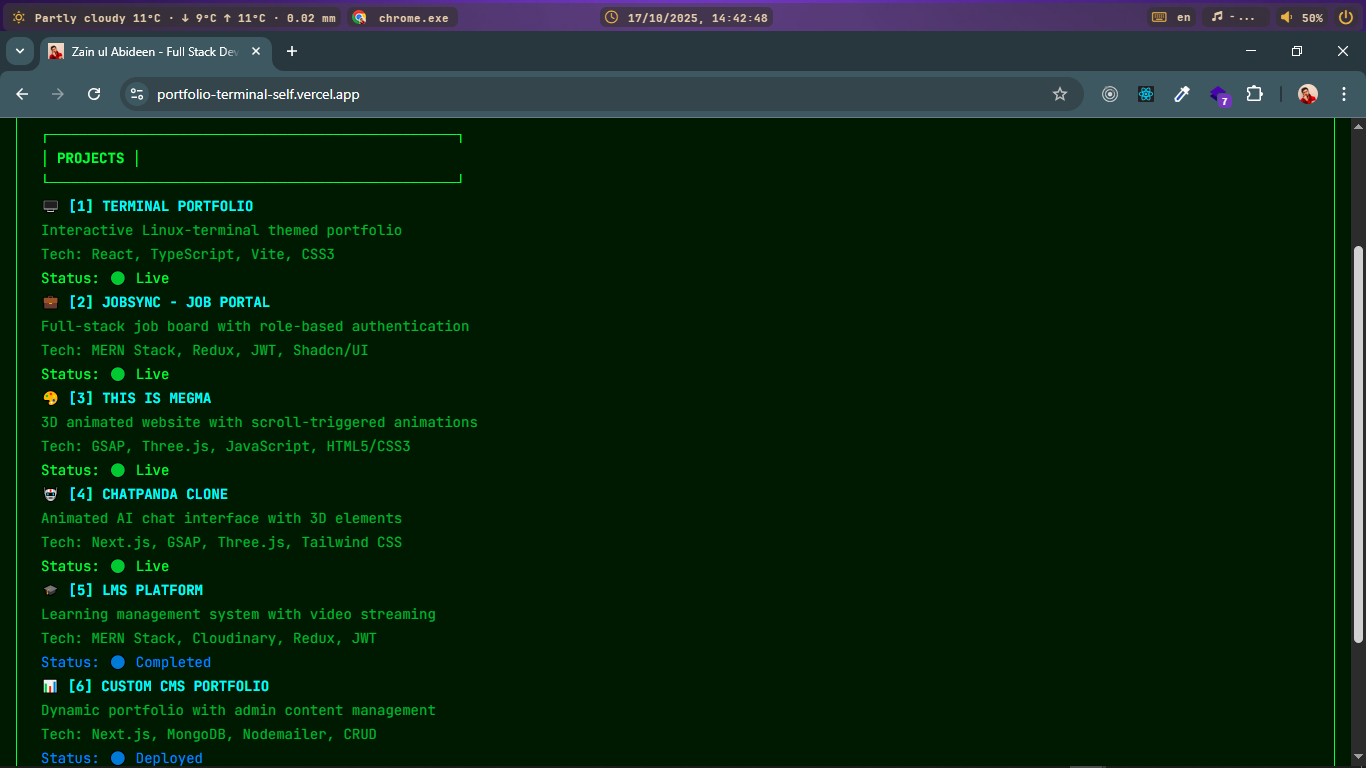 Partly cloudy 11°C · ↓ 9°C ↑ 11°C · 0.02 mm chrome.exe 17/10/2025, 14:42:48 en - ... 50%
Zain ul Abideen - Full Stack Dev
portfolio-terminal-self.vercel.app
7
│ PROJECTS │
[1] TERMINAL PORTFOLIO
Interactive Linux-terminal themed portfolio
Tech: React, TypeScript, Vite, CSS3
Status: 🟢 Live
[2] JOBSYNC - JOB PORTAL
Full-stack job board with role-based authentication
Tech: MERN Stack, Redux, JWT, Shadcn/UI
Status: 🟢 Live
[3] THIS IS MEGMA
3D animated website with scroll-triggered animations
Tech: GSAP, Three.js, JavaScript, HTML5/CSS3
Status: 🟢 Live
[4] CHATPANDA CLONE
Animated AI chat interface with 3D elements
Tech: Next.js, GSAP, Three.js, Tailwind CSS
Status: 🟢 Live
[5] LMS PLATFORM
Learning management system with video streaming
Tech: MERN Stack, Cloudinary, Redux, JWT
Status: 🔵 Completed
[6] CUSTOM CMS PORTFOLIO
Dynamic portfolio with admin content management
Tech: Next.js, MongoDB, Nodemailer, CRUD
Status: 🔵 Deployed